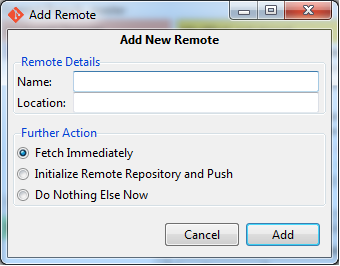 Add Remote
Add New Remote
Remote Details
Name:
Location:
Further Action
Fetch Immediately
Initialize Remote Repository and Push
Do Nothing Else Now
Cancel Add